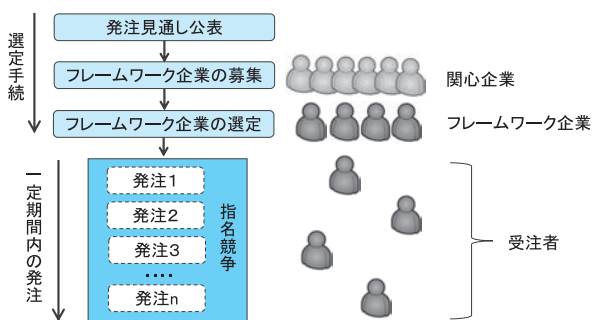 選定手続
発注見通し公表
フレームワーク企業の募集
関心企業
フレームワーク企業の選定
フレームワーク企業
一定期間内の発注
発注1
発注2
発注3
....
発注n
指名競争
受注者